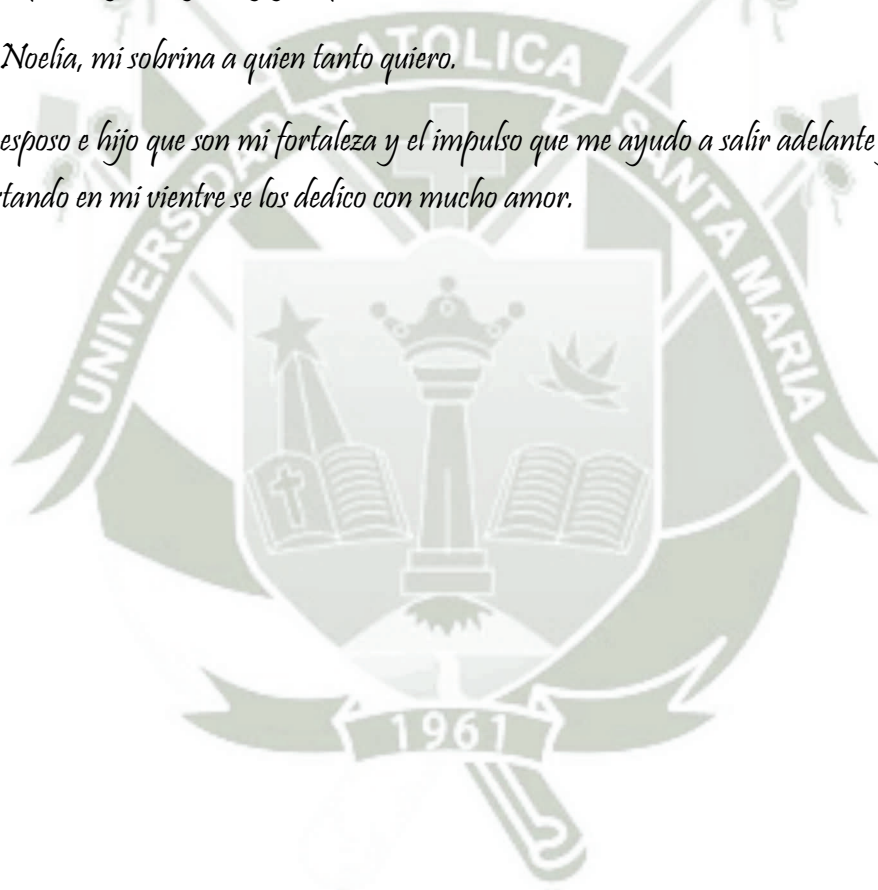 Noelia, mi sobrina a quien tanto quiero.
esposo e hijo que son mi fortaleza y el impulso que me ayudo a salir adelante
tando en mi vientre se los dedico con mucho amor.
UNIVERSIDAD CATOLICA SANTA MARIA
1961